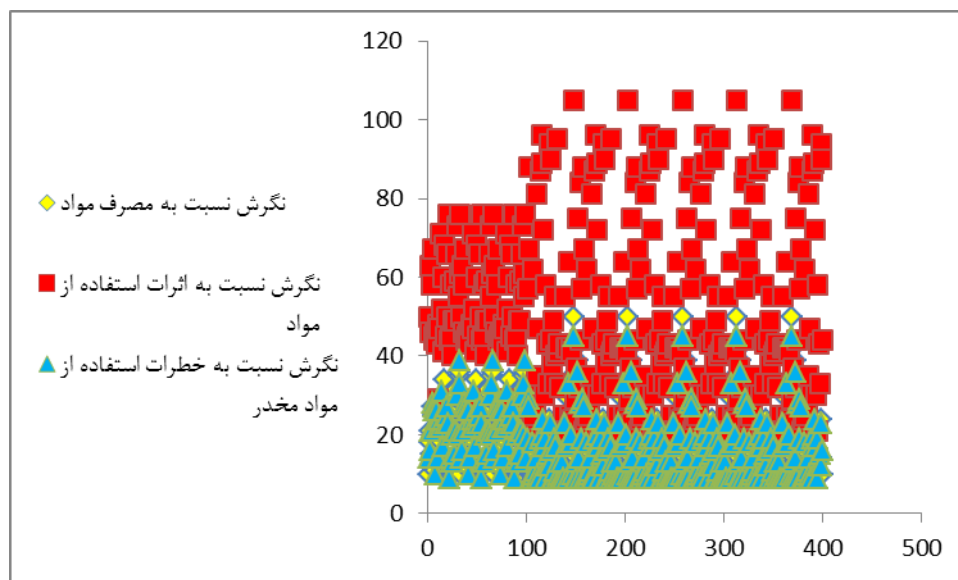 120
100
80
60
40
20
0
0 100 200 300 400 500
نگرش نسبت به مصرف مواد
نگرش نسبت به اثرات استفاده از
مواد
نگرش نسبت به خطرات استفاده از
مواد مخدر